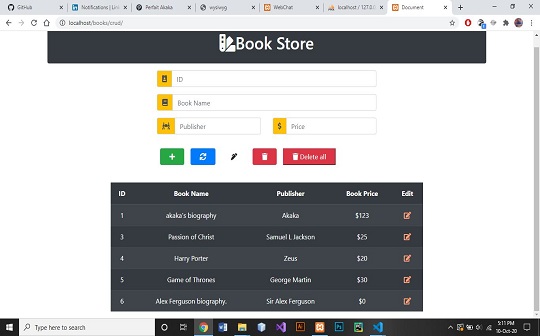 GitHub
Notifications | Lin
Perfait Akaka
wysiwyg
WebChat
localhost / 127.0.0
Document
localhost/books/crud/
Book Store
ID
Book Name
Publisher
Price
Delete all
ID Book Name Publisher Book Price Edit
1 akaka's biography Akaka $123
3 Passion of Christ Samuel L Jackson $25
4 Harry Porter Zeus $20
5 Game of Thrones George Martin $30
6 Alex Ferguson biography. Sir Alex Ferguson $0
Type here to search
5:11 PM
10-Oct-20